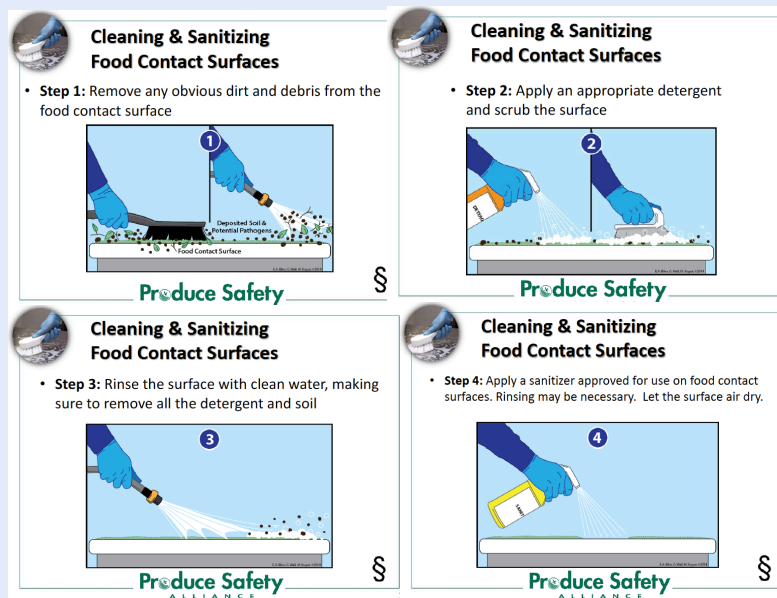 Cleaning & Sanitizing
Food Contact Surfaces
• Step 1: Remove any obvious dirt and debris from the
food contact surface
1
Deposited Soil &
Potential Pathogens
Food Contact Surface
§
Produce Safety
Cleaning & Sanitizing
Food Contact Surfaces
• Step 2: Apply an appropriate detergent
and scrub the surface
2
Produce Safety
Cleaning & Sanitizing
Food Contact Surfaces
• Step 3: Rinse the surface with clean water, making
sure to remove all the detergent and soil
3
§
Produce Safety
ALLIANCE
Cleaning & Sanitizing
Food Contact Surfaces
• Step 4: Apply a sanitizer approved for use on food contact
surfaces. Rinsing may be necessary. Let the surface air dry.
4
§
Produce Safety
ALLIANCE